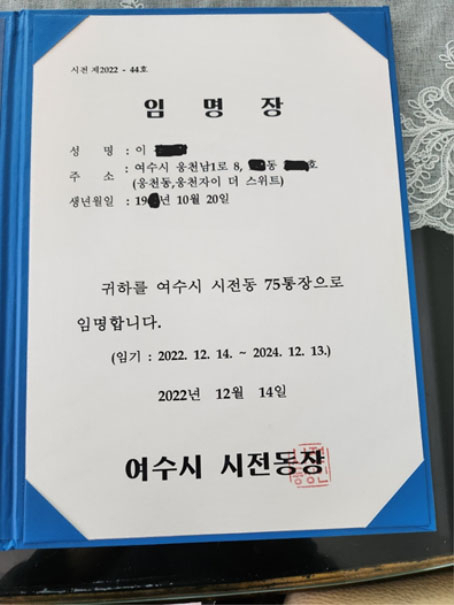 시전 제2022 - 44호
임 명 장
성 명 : 이
주 소 : 여수시 웅천남1로 8, 동 호
(웅천동,웅천자이 더 스위트)
생년월일 : 19 년 10월 20일
귀하를 여수시 시전동 75통장으로
임명합니다.
(임기 : 2022. 12. 14. ~ 2024. 12. 13.)
2022년 12월 14일
여수시 시전동장